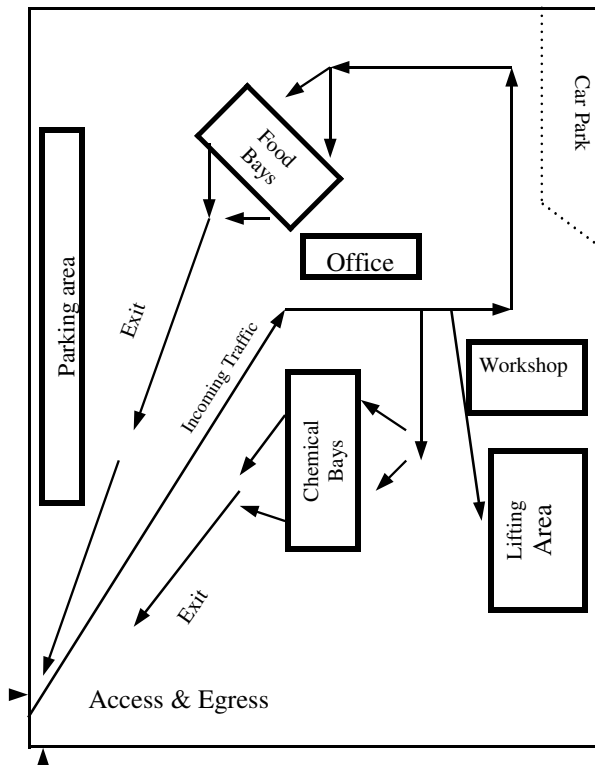 Car Park
Food
Bays
Office
Parking area
Exit
Incoming Traffic
Workshop
Chemical
Bays
Lifting
Area
Exit
Access & Egress